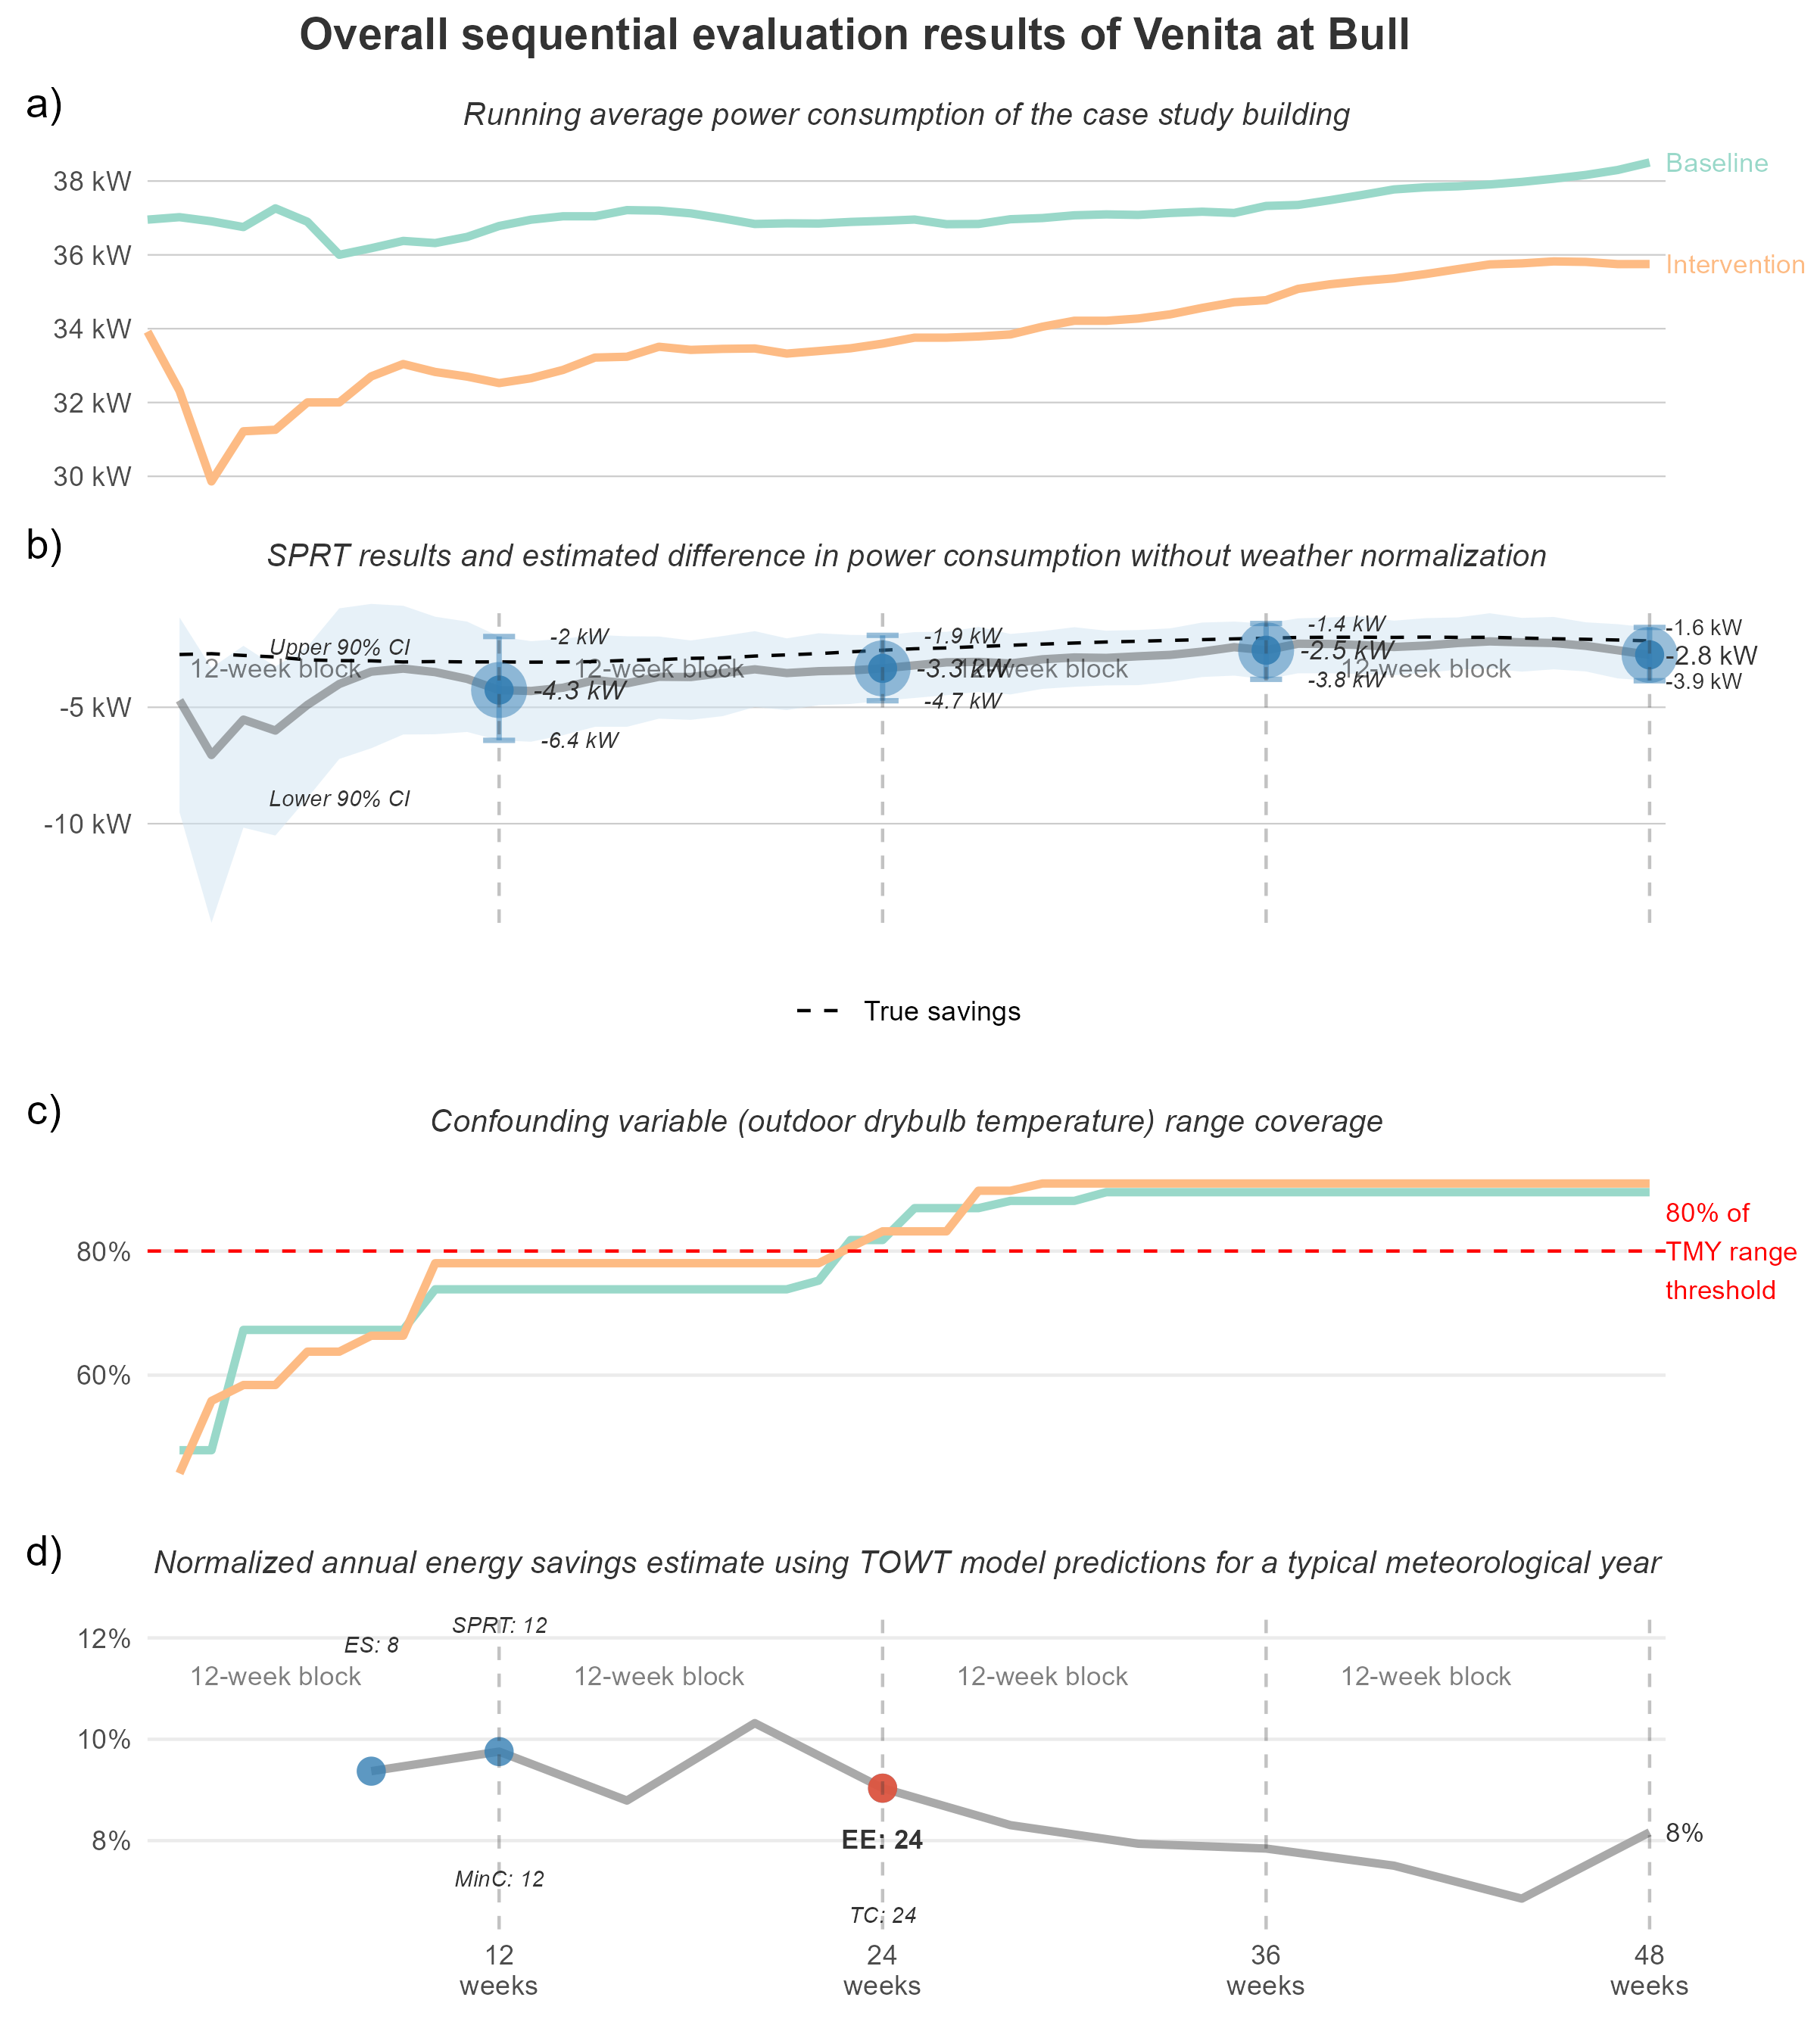 Overall sequential evaluation results of Venita at Bull
a)
Running average power consumption of the case study building
38 kW
36 kW
34 kW
32 kW
30 kW
Baseline
Intervention
b)
SPRT results and estimated difference in power consumption without weather normalization
-5 kW
-10 kW
Upper 90% CI
Lower 90% CI
12-week block
12-week block
12-week block
12-week block
-2 kW
-4.3 kW
-6.4 kW
-1.9 kW
-3.3 kW
-4.7 kW
-1.4 kW
-2.5 kW
-3.8 kW
-1.6 kW
-2.8 kW
-3.9 kW
True savings
c)
Confounding variable (outdoor drybulb temperature) range coverage
80%
60%
80% of
TMY range
threshold
d)
Normalized annual energy savings estimate using TOWT model predictions for a typical meteorological year
12%
10%
8%
SPRT: 12
ES: 8
12-week block
12-week block
12-week block
12-week block
EE: 24
8%
MinC: 12
TC: 24
12
weeks
24
weeks
36
weeks
48
weeks